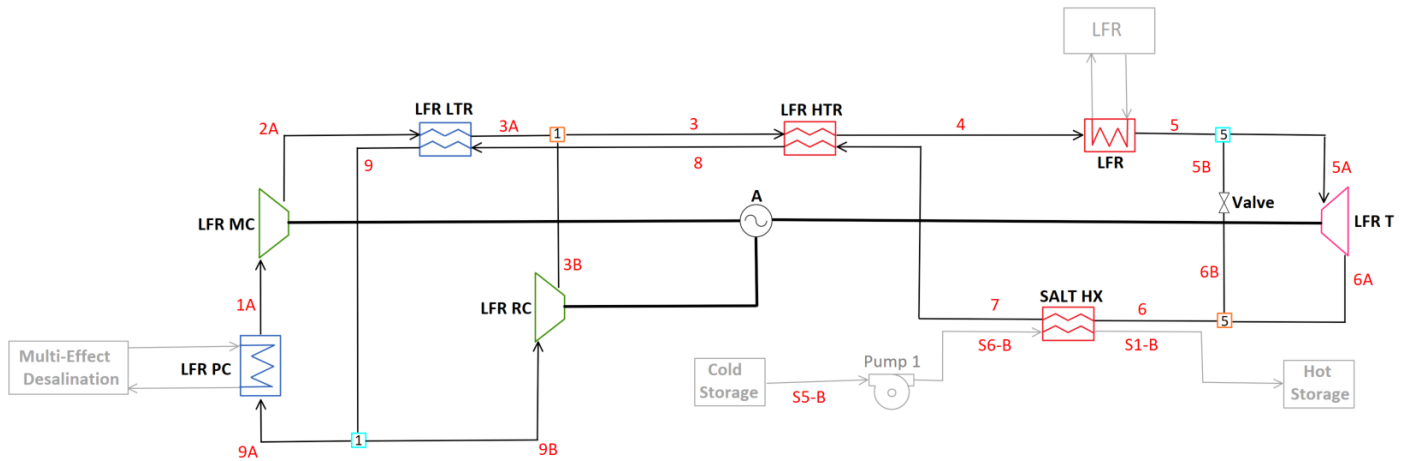 LFR
LFR LTR
3A
1
3
LFR HTR
4
LFR
5
5
2A
9
8
5B
5A
Valve
LFR MC
A
LFR T
3B
6B
6A
1A
LFR RC
7
SALT HX
6
5
S6-B
S1-B
Multi-Effect
Desalination
LFR PC
Cold
Storage
S5-B
Pump 1
Hot
Storage
9A
1
9B